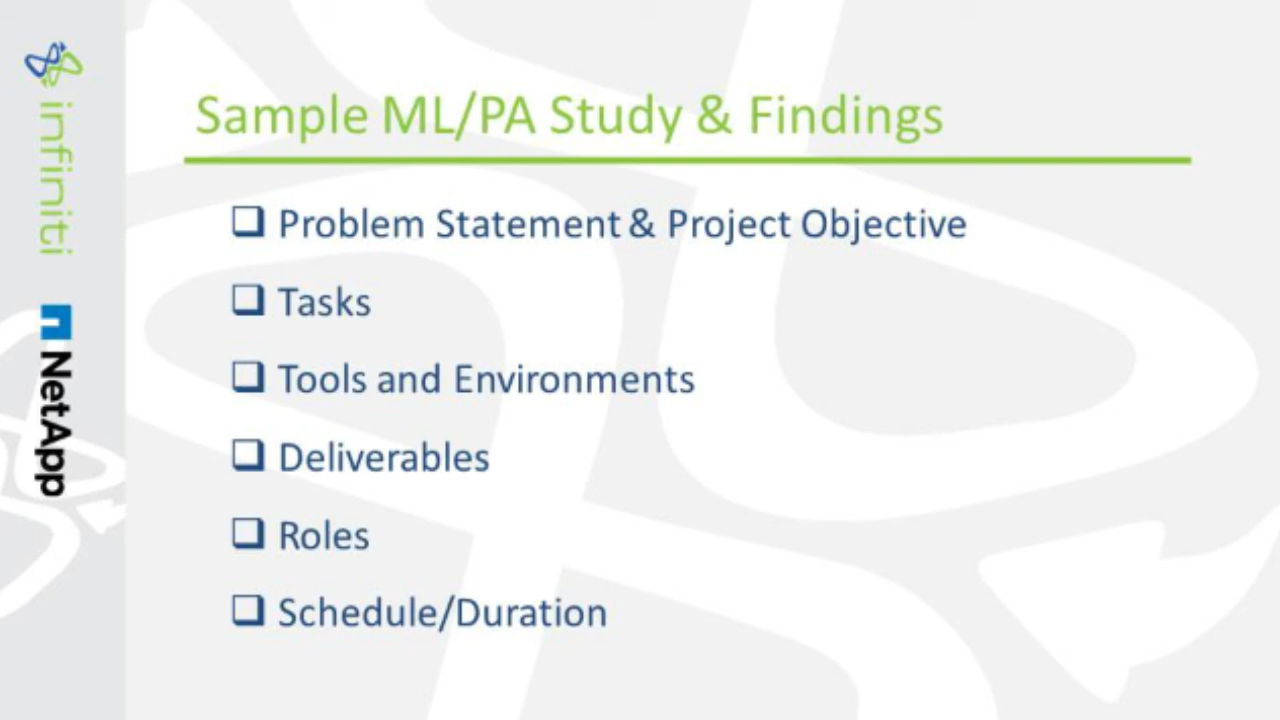 infiniti
NetApp
Sample ML/PA Study & Findings
Problem Statement & Project Objective
Tasks
Tools and Environments
Deliverables
Roles
Schedule/Duration